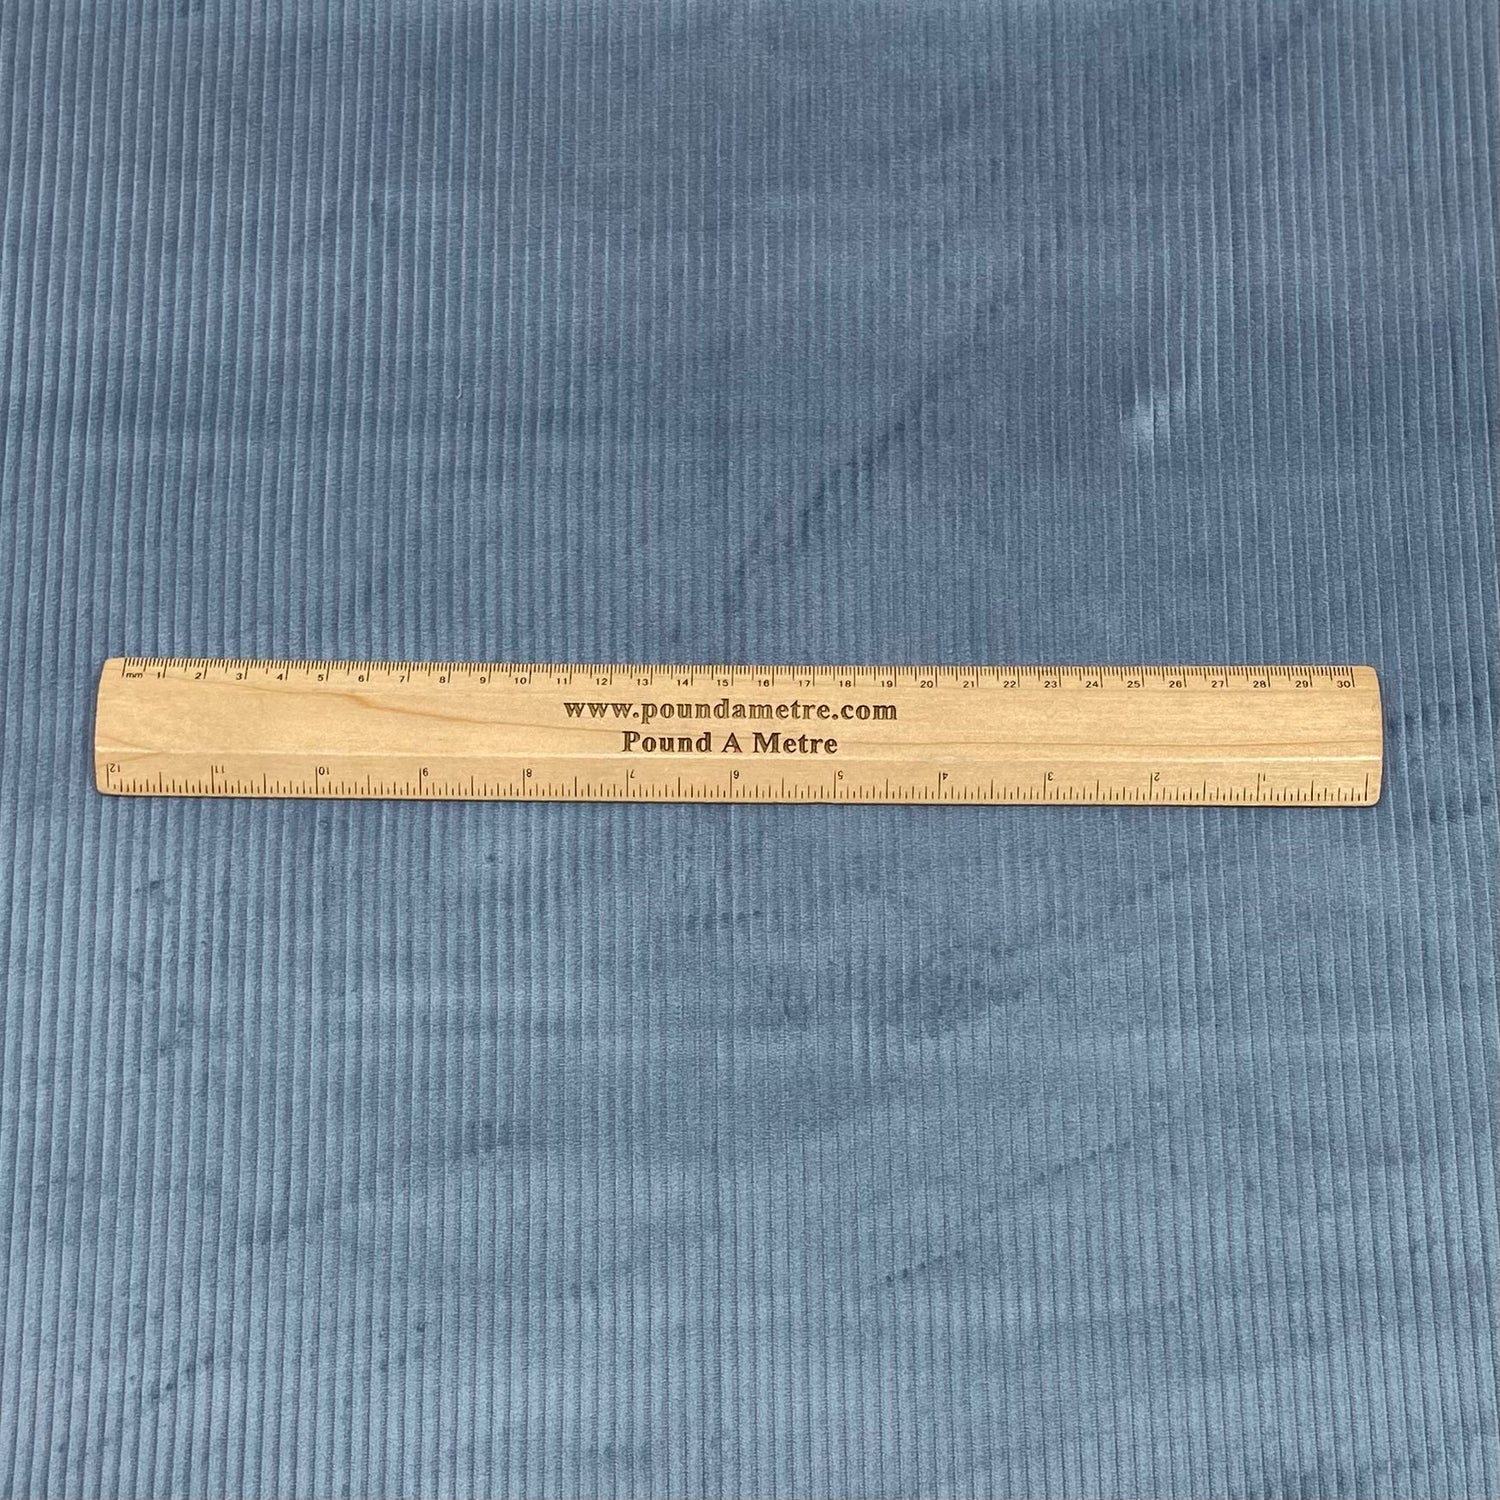 mm 1 2 3 4 5 6 7 8 9 10 11 12 13 14 15 16 17 18 19 20 21 22 23 24 25 26 27 28 29 30
www.poundametre.com
Pound A Metre
12 11 10 9 8 7 6 5 4 3 2 1